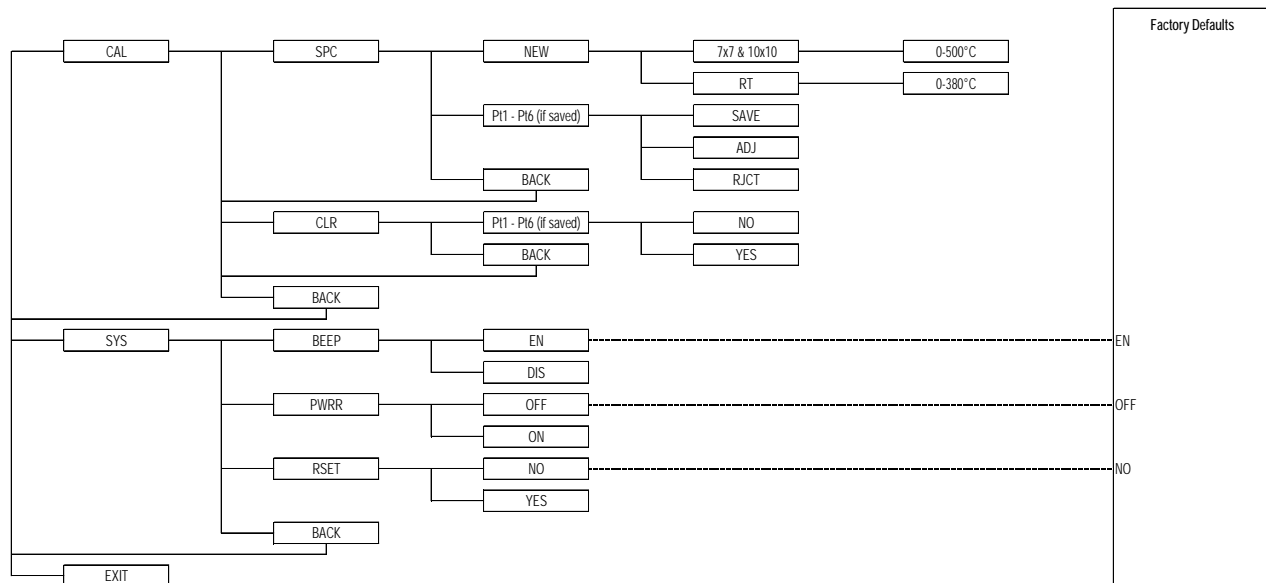 Factory Defaults
CAL
SPC
NEW
7x7 & 10x10
0-500°C
RT
0-380°C
Pt1 - Pt6 (if saved)
SAVE
ADJ
RJCT
BACK
CLR
Pt1 - Pt6 (if saved)
NO
YES
BACK
BACK
SYS
BEEP
EN
EN
DIS
PWRR
OFF
OFF
ON
RSET
NO
NO
YES
BACK
EXIT